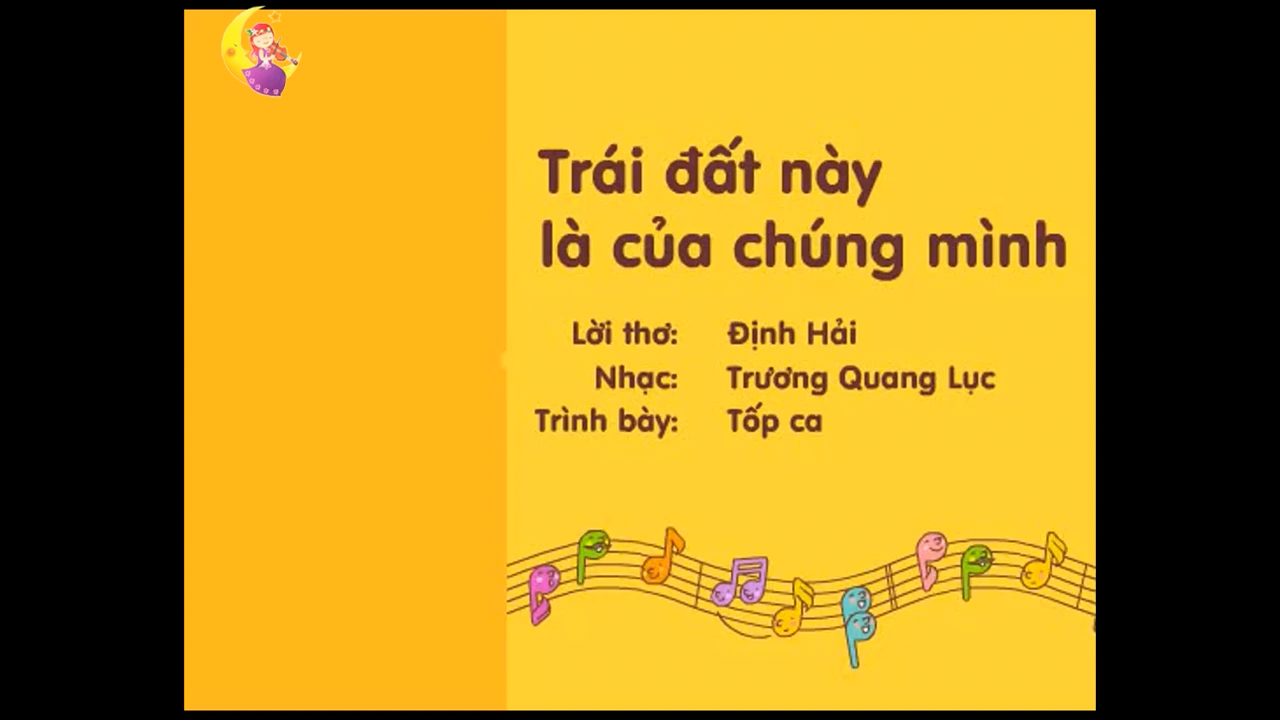 Trái đất này
là của chúng mình
Lời thơ: Định Hải
Nhạc: Trương Quang Lục
Trình bày: Tốp ca